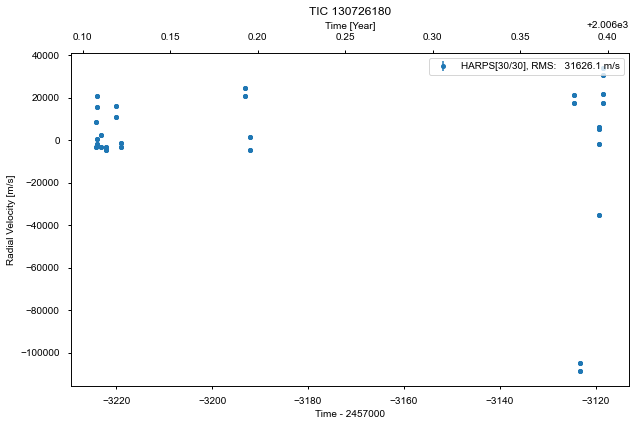 TIC 130726180
Time [Year]
+2.006e3
0.10 0.15 0.20 0.25 0.30 0.35 0.40
HARPS[30/30], RMS: 31626.1 m/s
40000
20000
0
−20000
−40000
−60000
−80000
−100000
Radial Velocity [m/s]
−3220 −3200 −3180 −3160 −3140 −3120
Time - 2457000